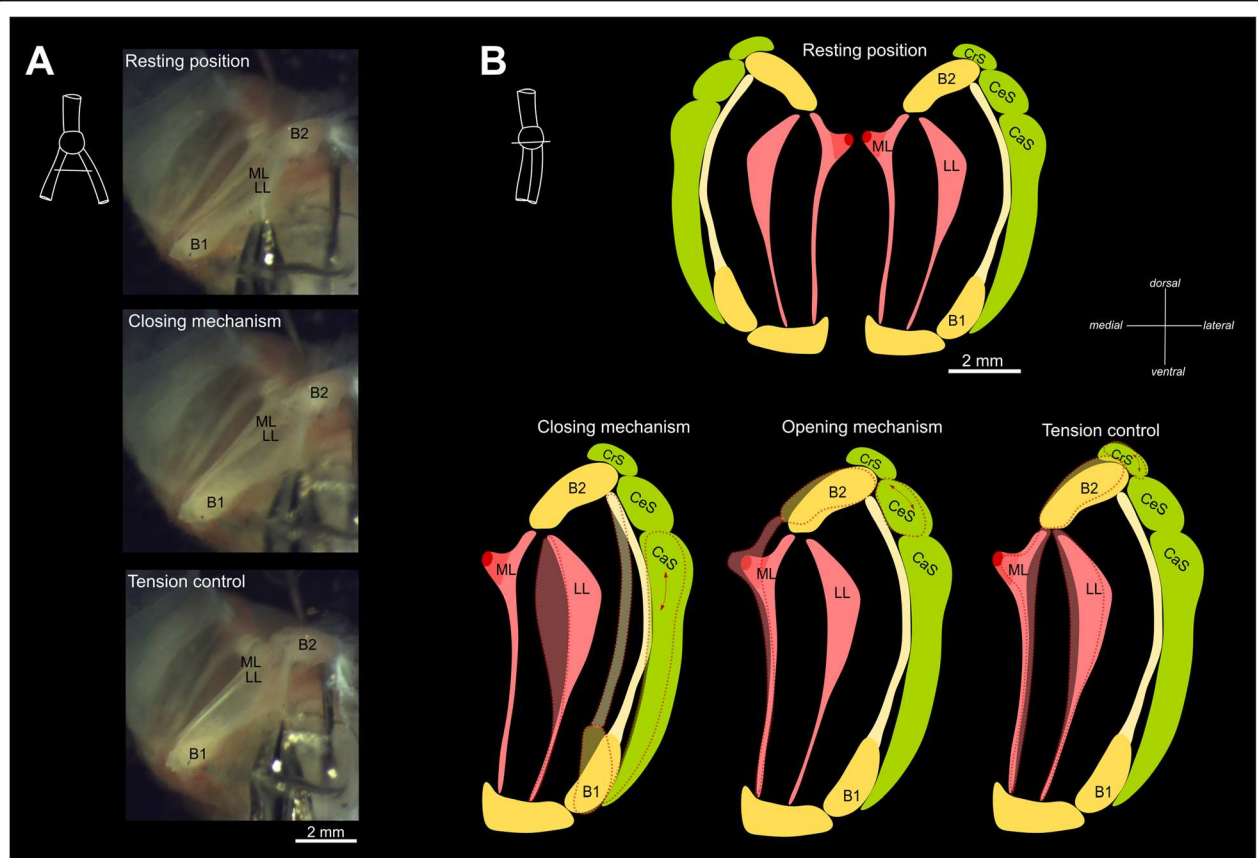 A
Resting position
B2
ML
LL
B1
Closing mechanism
B2
ML
LL
B1
Tension control
B2
ML
LL
B1
2 mm
B
Resting position
CrS
B2
CeS
CaS
ML
LL
B1
2 mm
dorsal
medial
lateral
ventral
Closing mechanism
CrS
B2
CeS
CaS
ML
LL
B1
Opening mechanism
CrS
B2
CeS
CaS
ML
LL
B1
Tension control
CrS
B2
CeS
CaS
ML
LL
B1